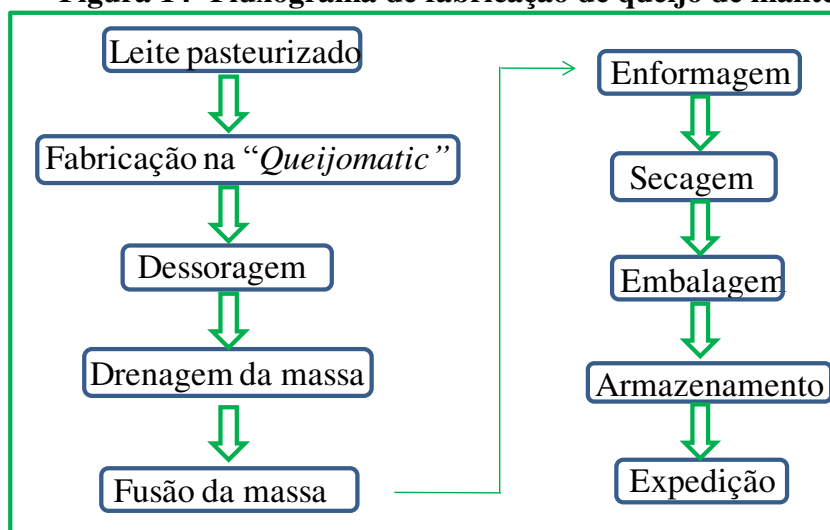 Leite pasteurizado
Fabricação na “Queijomatic”
Dessoragem
Drenagem da massa
Fusão da massa
Enformagem
Secagem
Embalagem
Armazenamento
Expedição